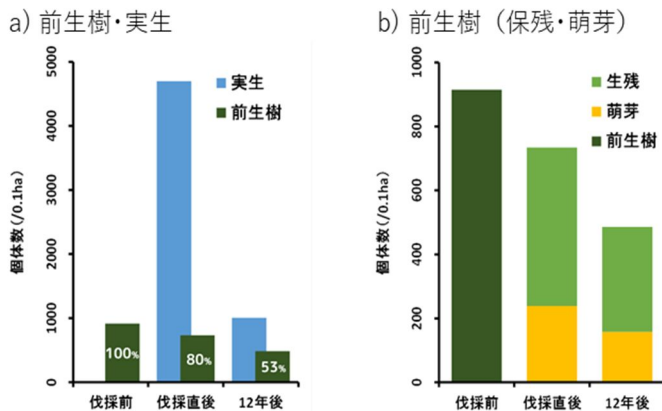 a) 前生樹・実生
個体数(/0.1ha)
5000
4000
3000
2000
1000
0
実生
前生樹
100%
80%
53%
伐採前
伐採直後
12年後
b) 前生樹（保残・萌芽）
個体数(/0.1ha)
1000
800
600
400
200
0
生残
萌芽
前生樹
伐採前
伐採直後
12年後